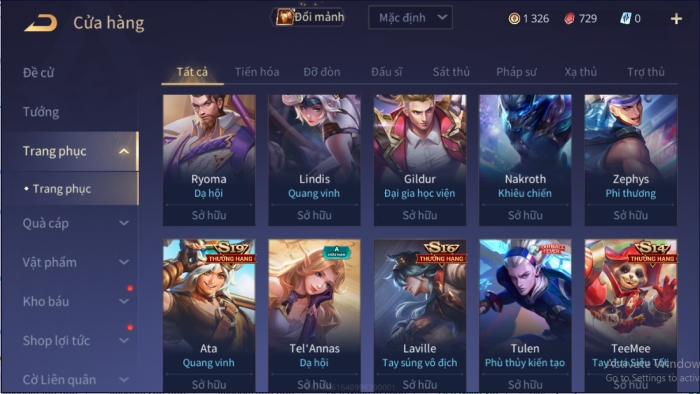 Cửa hàng
Đổi mảnh
Mặc định
1 326
729
0
+
Đề cử
Tướng
Trang phục
Trang phục
Quà cáp
Vật phẩm
Kho báu
Shop lợi tức
Cờ Liên quân
Tất cả
Tiến hóa
Đỡ đòn
Đấu sĩ
Sát thủ
Pháp sư
Xạ thủ
Trợ thủ
Ryoma
Dạ hội
Sở hữu
Lindis
Quang vinh
Sở hữu
Gildur
Đại gia học viện
Sở hữu
Nakroth
Khiêu chiến
Sở hữu
Zephys
Phi thương
Sở hữu
S19
THƯỞNG HẠNG
Ata
Quang vinh
Sở hữu
A
Tel'Annas
Dạ hội
Sở hữu
S16
THƯỞNG HẠNG
Laville
Tay súng vô địch
Sở hữu
Tulen
Phù thủy kiến tạo
Sở hữu
S14
THƯỞNG HẠNG
TeeMee
Tay đua Siêu Tốc
Sở hữu
Activate Windows
Go to Settings to activ